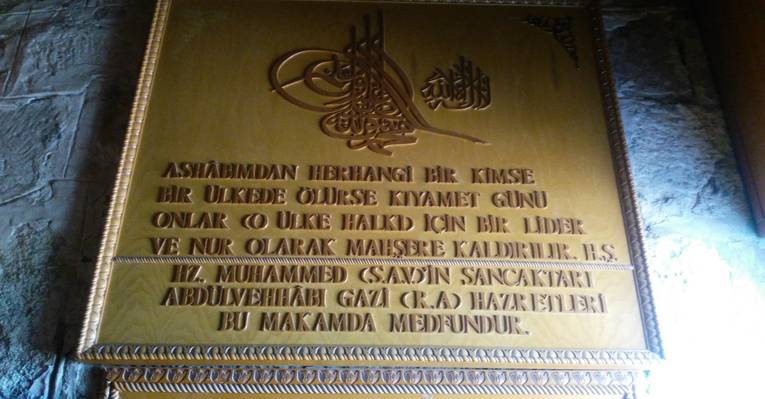 ASHÂBIMDAN HERHANGİ BİR KİMSE
BİR ÜLKEDE ÖLÜRSE KIYAMET GÜNÜ
ONLAR (O ÜLKE HALKI) İÇİN BİR LİDER
VE NUR OLARAK MAHŞERE KALDIRILIR. H.Ş.
HZ. MUHAMMED (S.A.V.)'İN SANCAKTARI
ABDÜLVEHHÂBI GAZİ (R.A) HAZRETLERİ
BU MAKAMDA MEDFUNDUR.